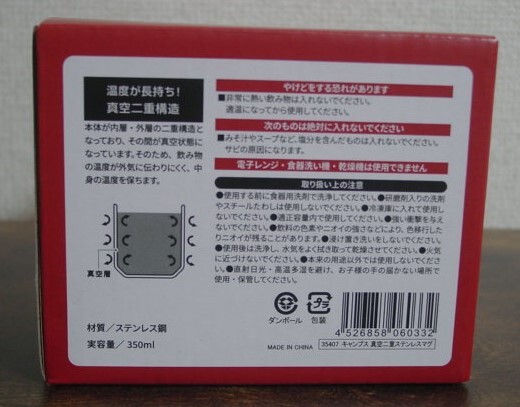 温度が長持ち!
真空二重構造
本体が内層・外層の二重構造と
なっており、その間が真空状態に
なっています。
そのため、飲み物
の温度が外気に伝わりにくく、中
身の温度を保ちます。
真空層
材質/ステンレス鋼
実容量/350ml
やけどをする恐れがあります
■非常に熱い飲み物は入れないでください。
適温になってから使用してください。
次のものは絶対に入れないでください
■みそ汁やスープなど、塩分を含んだものは入れないでください。
サビの原因になります。
電子レンジ・食器洗い機・乾燥機は使用できません
取り扱い上の注意
●使用する前に食器用洗剤で洗浄してください。●研磨剤入りの洗剤
やスチールたわしは使用しないでください。●冷凍庫に入れて使用し
ないでください。●適正容量内で使用してください。●強い衝撃を与え
ないでください。●飲料の色素やニオイの強さなどにより、色移行した
りニオイが残ることがあります。●浸け置き洗いをしないでください。
●使用後は洗浄し、水気をよく拭き取って乾燥させてください。●火気
に近づけないでください。●本来の用途以外では使用しないでくださ
い。●直射日光・高温多湿を避け、お子様の手の届かない場所で
使用・保管してください。
ダンボール
プラ
包装
MADE IN CHINA
4 526858 060332
35407 キャンプス 真空二重ステンレスマグ